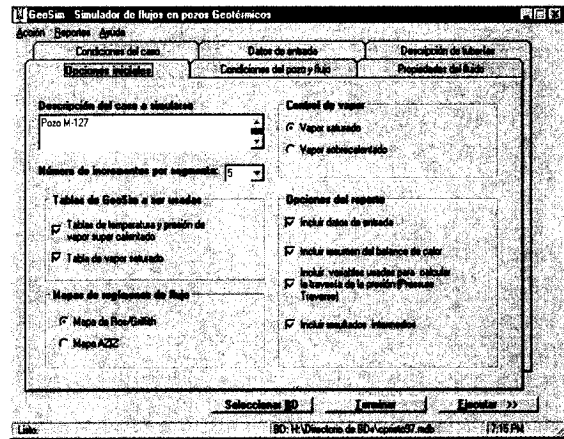 GeoSim Simulador de flujos en pozos Geotérmicos
Acción Reportes Ayuda
Condiciones del caso Datos de entrada Descripción de tuberías
Opciones iniciales Condiciones del pozo y flujo Propiedades del fluido
Descripción del caso a simularse
Pozo M-127
Control de vapor
Vapor saturado
Vapor sobrecalentado
Número de incrementos por segmento: 5
Tablas de GeoSim a ser usadas
Tablas de temperatura y presión de
vapor super calentado
Tabla de vapor saturado
Opciones del reporte
Incluir datos de entrada
Incluir resumen del balance de calor
Incluir variables usadas para calcular
la travesía de la presión (Pressure
Traverse)
Incluir resultados intermedios
Mapas de regímenes de flujo
Mapa de Ros/Griffith
Mapa AZIZ
Seleccionar BD Terminar Ejecutar >>
Listo. BD: H:\Directorio de BDs\ 7:15 PM